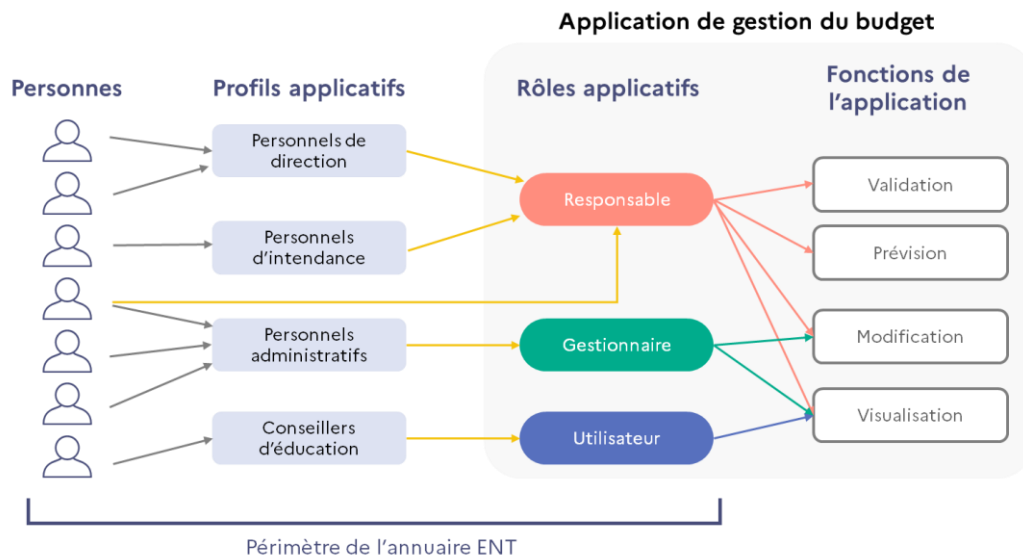 Application de gestion du budget
Personnes
Profils applicatifs
Rôles applicatifs
Fonctions de
l’application
Personnels de
direction
Personnels
d’intendance
Personnels
administratifs
Conseillers
d’éducation
Responsable
Gestionnaire
Utilisateur
Validation
Prévision
Modification
Visualisation
Périmètre de l’annuaire ENT